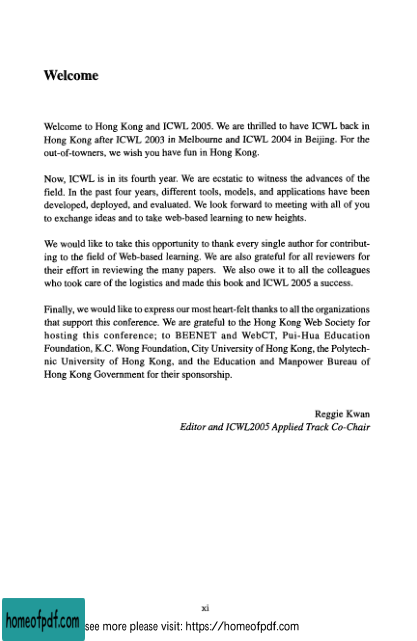 Welcome
Welcome to Hong Kong and ICWL 2005. We are thrilled to have ICWL back in
Hong Kong after ICWL 2003 in Melbourne and ICWL 2004 in Beijing. For the
out-of-towners, we wish you have fun in Hong Kong.
Now, ICWL is in its fourth year. We are ecstatic to witness the advances of the
field. In the past four years, different tools, models, and applications have been
developed, deployed, and evaluated. We look forward to meeting with all of you
to exchange ideas and to take web-based learning to new heights.
We would like to take this opportunity to thank every single author for contribut-
ing to the field of Web-based learning. We are also grateful for all reviewers for
their effort in reviewing the many papers. We also owe it to all the colleagues
who took care of the logistics and made this book and ICWL 2005 a success.
Finally, we would like to express our most heart-felt thanks to all the organizations
that support this conference. We are grateful to the Hong Kong Web Society for
hosting this conference; to BEENET and WebCT, Pui-Hua Education
Foundation, K.C. Wong Foundation, City University of Hong Kong, the Polytech-
nic University of Hong Kong, and the Education and Manpower Bureau of
Hong Kong Government for their sponsorship.
Reggie Kwan
Editor and ICWL2005 Applied Track Co-Chair
xi
homeofpdf.com
see more please visit: https://homeofpdf.com